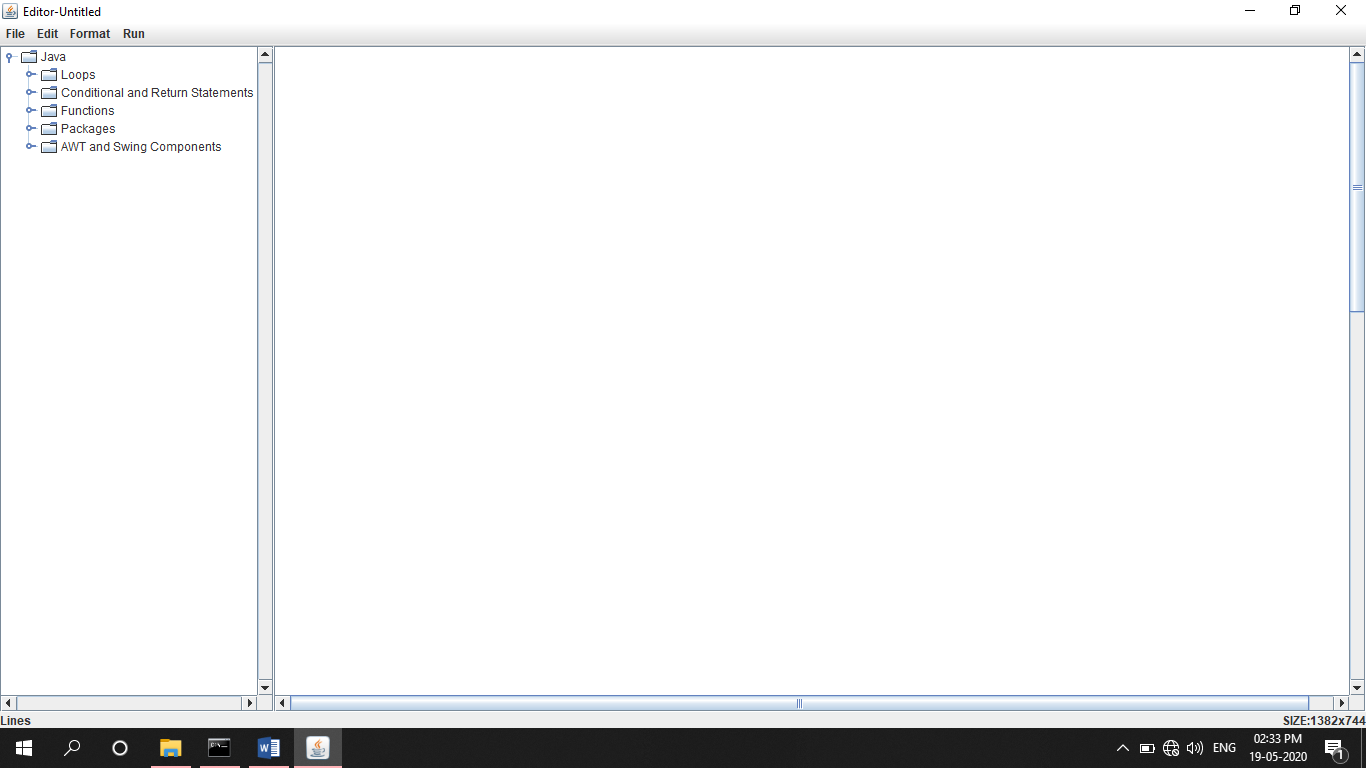 Editor-Untitled
File Edit Format Run
Java
Loops
Conditional and Return Statements
Functions
Packages
AWT and Swing Components
Lines
SIZE:1382x744
ENG
02:33 PM
19-05-2020
1